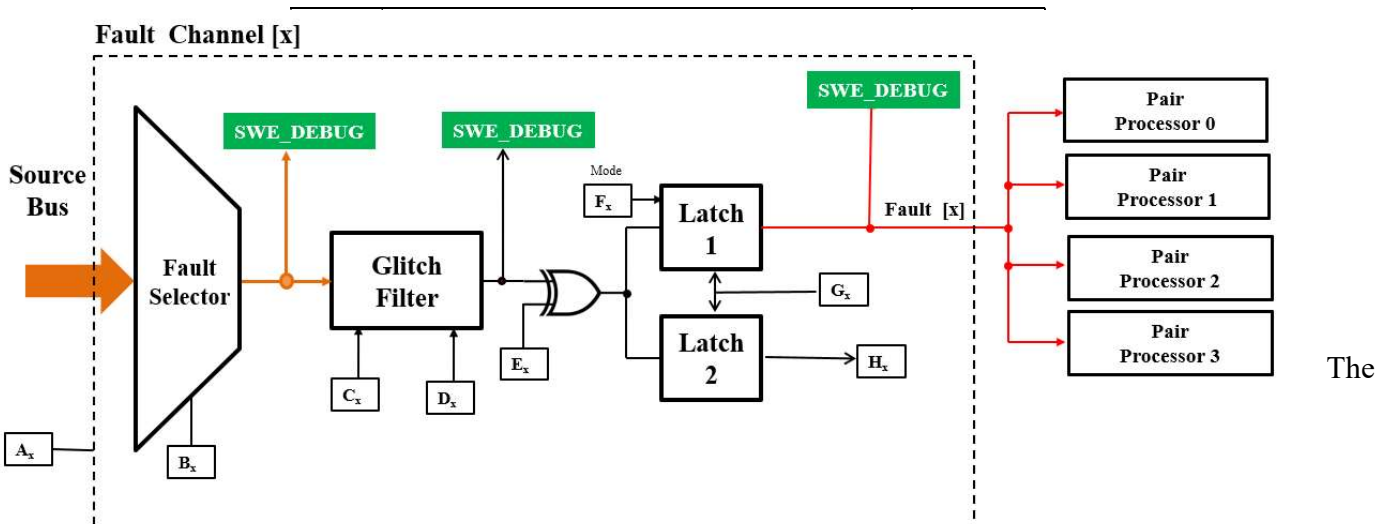 Fault Channel [x]
SWE_DEBUG
SWE_DEBUG
SWE_DEBUG
Source
Bus
Fault
Selector
Glitch
Filter
Mode
Fx
Latch
1
Fault [x]
Gx
Latch
2
Hx
Ex
Cx
Dx
Bx
Ax
Pair
Processor 0
Pair
Processor 1
Pair
Processor 2
Pair
Processor 3
The